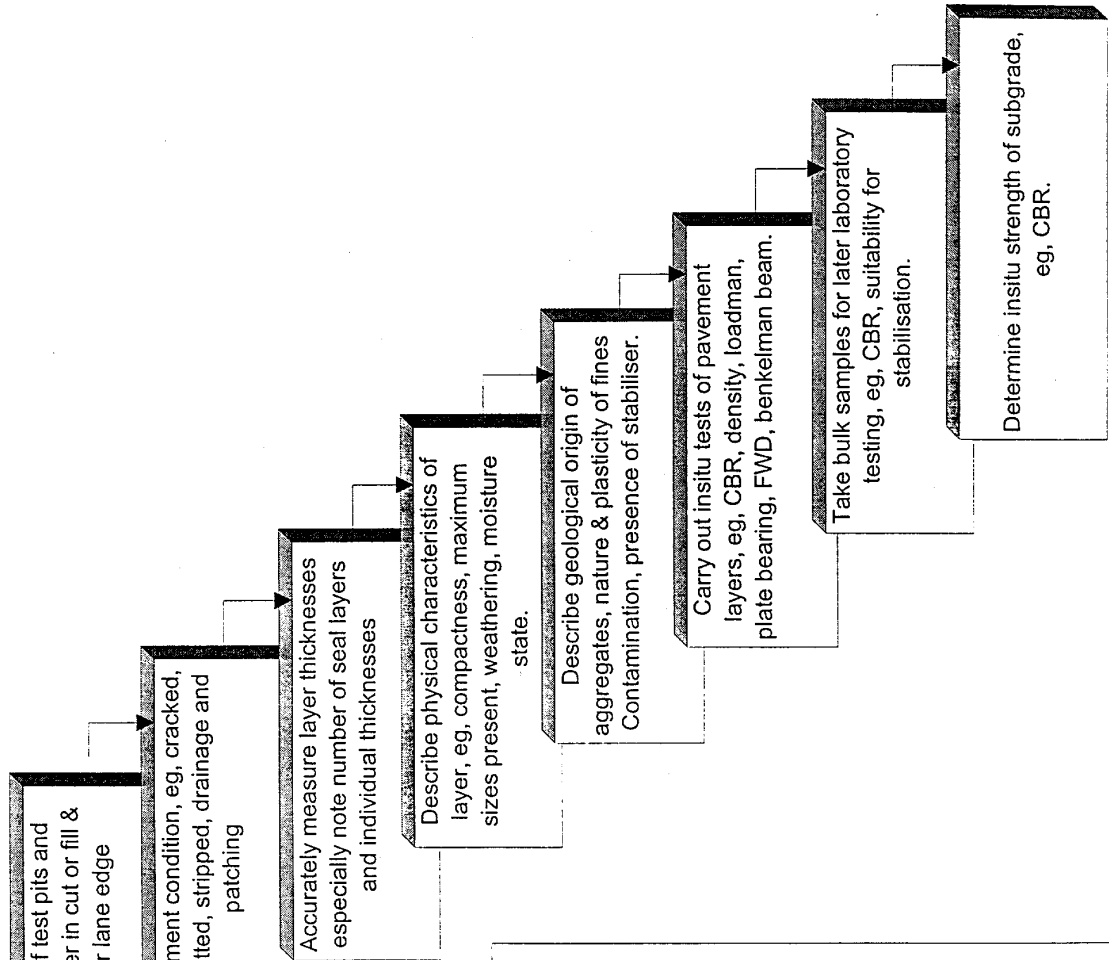 f test pits and
er in cut or fill &
r lane edge
ment condition, eg, cracked,
tted, stripped, drainage and
patching
Accurately measure layer thicknesses
especially note number of seal layers
and individual thicknesses
Describe physical characteristics of
layer, eg, compactness, maximum
sizes present, weathering, moisture
state.
Describe geological origin of
aggregates, nature & plasticity of fines
Contamination, presence of stabiliser.
Carry out insitu tests of pavement
layers, eg, CBR, density, loadman,
plate bearing, FWD, benkelman beam.
Take bulk samples for later laboratory
testing, eg, CBR, suitability for
stabilisation.
Determine insitu strength of subgrade,
eg, CBR.